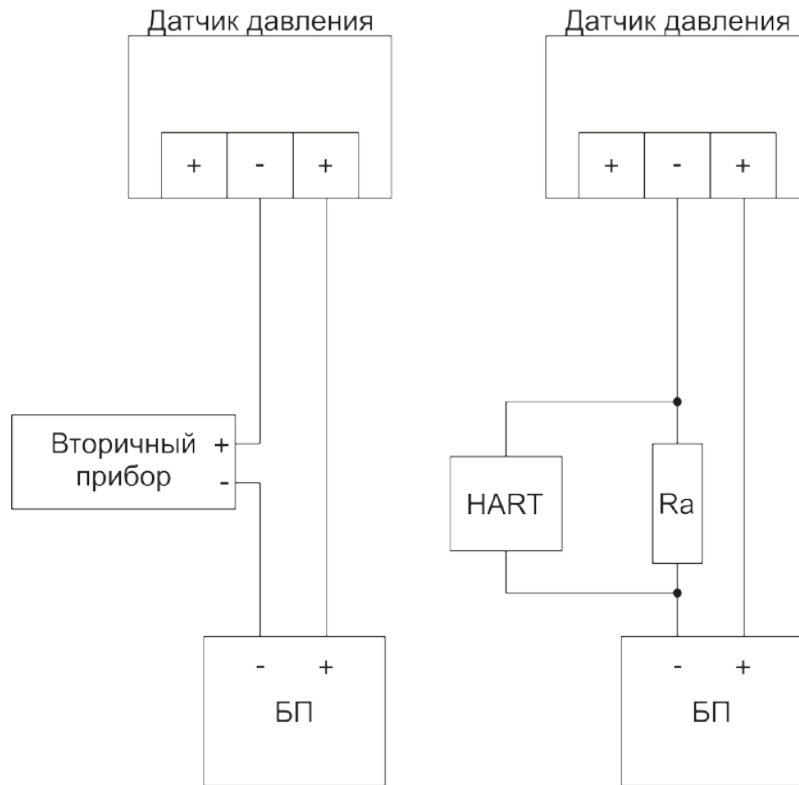 Датчик давления
+ - +
Вторичный +
прибор -
- +
БП
Датчик давления
+ - +
HART Ra
- +
БП